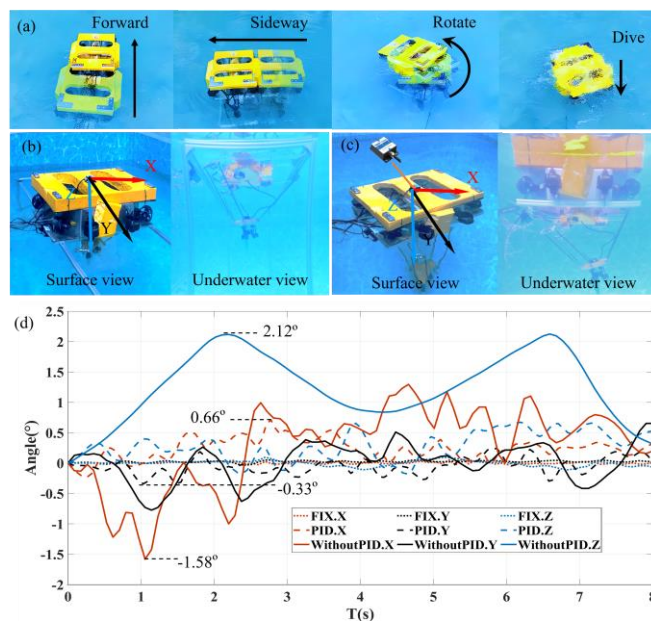 (a)
Forward
Sideway
Rotate
Dive
(b)
X
Y
Surface view
Underwater view
(c)
X
Z
Surface view
Underwater view
(d)
2.5
2
1.5
1
0.5
0
-0.5
-1
-1.5
-2
Angle(°)
2.12°
0.66°
-0.33°
-1.58°
FIX.X FIX.Y FIX.Z
PID.X PID.Y PID.Z
WithoutPID.X WithoutPID.Y WithoutPID.Z
0 1 2 3 4 5 6 7 8
T(s)